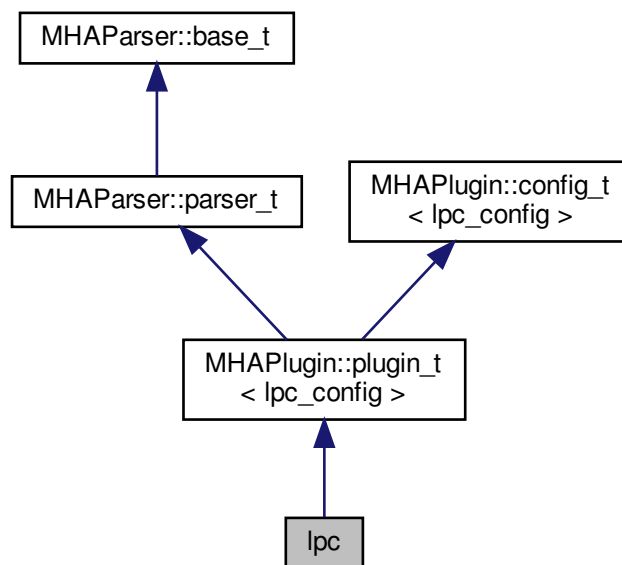 MHAParser::base_t
MHAParser::parser_t
MHAPlugin::config_t
< lpc_config >
MHAPlugin::plugin_t
< lpc_config >
lpc